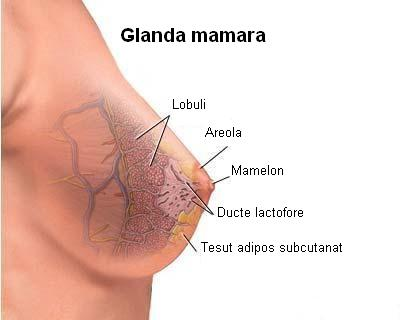 Glanda mamara
Lobuli
Areola
Mamelon
Ducte lactofore
Tesut adipos subcutanat